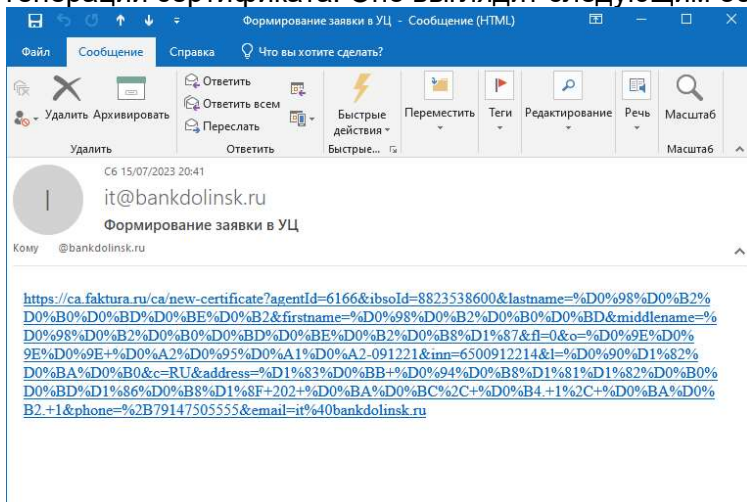 генерации сертификата. Оно выглядит следующим
Формирование заявки в УЦ - Сообщение (HTML)
Файл Сообщение Справка Что вы хотите сделать?
Удалить Архивировать
Ответить
Ответить всем
Переслать
Быстрые действия
Переместить
Теги
Редактирование
Речь
Масштаб
Удалить Ответить Быстрые... Масштаб
Сб 15/07/2023 20:41
I
it@bankdolinsk.ru
Формирование заявки в УЦ
Кому @bankdolinsk.ru
https://ca.faktura.ru/ca/new-certificate?agentId=6166&ibsoId=8823538600&lastname=%D0%98%D0%B2%
D0%B0%D0%BD%D0%BE%D0%B2&firstname=%D0%98%D0%B2%D0%B0%D0%BD&middlename=%
D0%98%D0%B2%D0%B0%D0%BD%D0%BE%D0%B2%D0%B8%D1%87&fl=0&o=%D0%9E%D0%
9E%D0%9E+%D0%A2%D0%95%D0%A1%D0%A2-091221&inn=6500912214&l=%D0%90%D1%82%
D0%BA%D0%B0&c=RU&address=%D1%83%D0%BB+%D0%94%D0%B8%D1%81%D1%82%D0%B0%
D0%BD%D1%86%D0%B8%D1%8F+202+%D0%BA%D0%BC%2C+%D0%B4.+1%2C+%D0%BA%D0%
B2.+1&phone=%2B79147505555&email=it%40bankdolinsk.ru